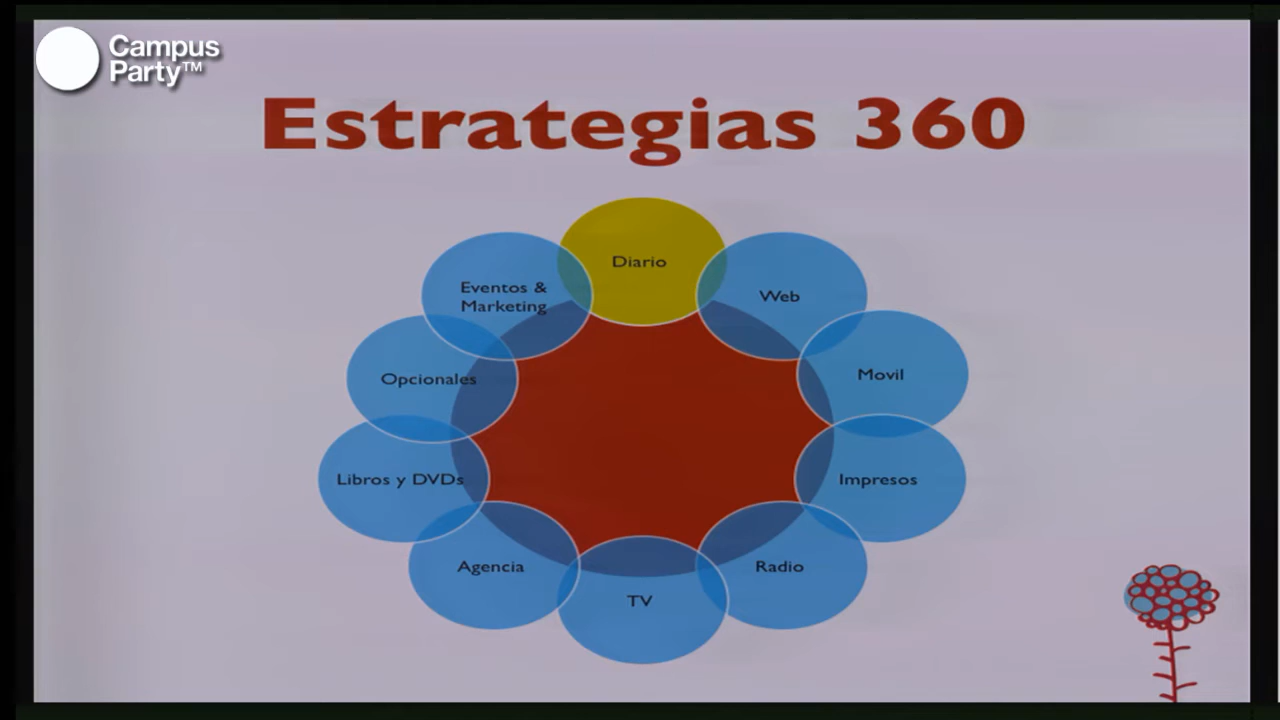 Campus
Party™
Estrategias 360
Diario
Web
Movil
Impresos
Radio
TV
Agencia
Libros y DVDs
Opcionales
Eventos &
Marketing